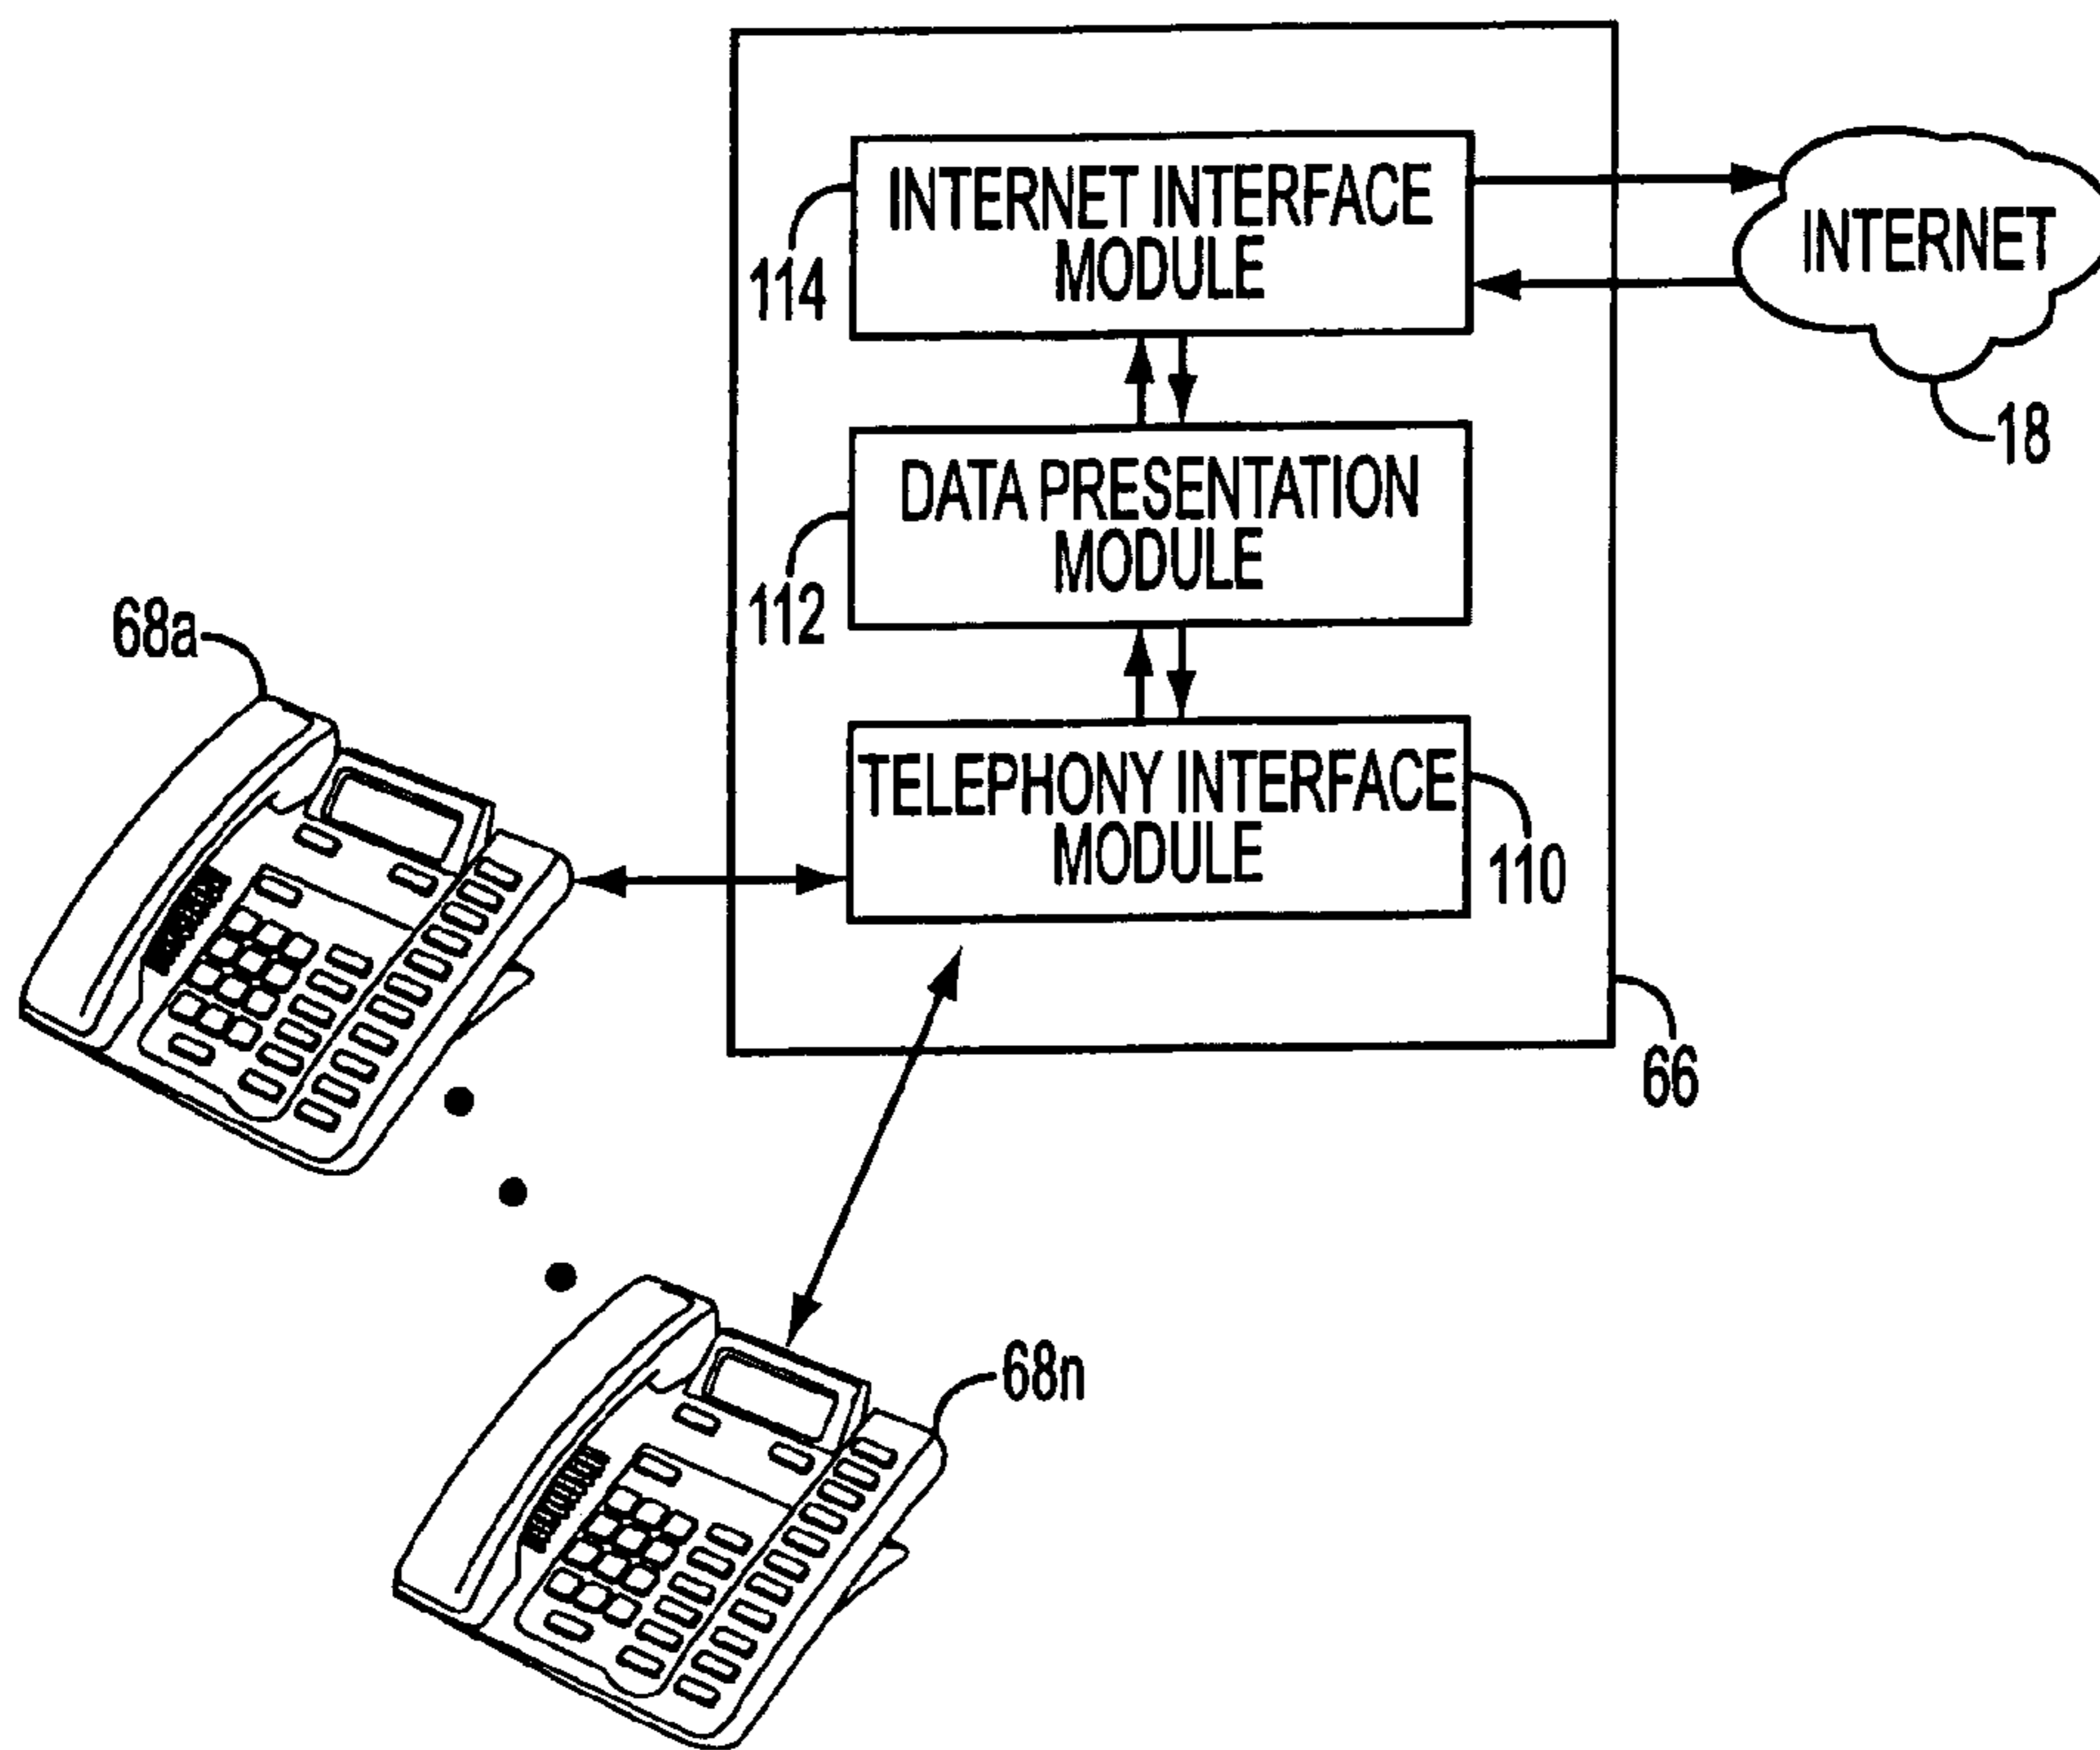 INTERNET INTERFACE
MODULE
114
INTERNET
18
DATA PRESENTATION
MODULE
112
68a
TELEPHONY INTERFACE
MODULE
110
66
68n